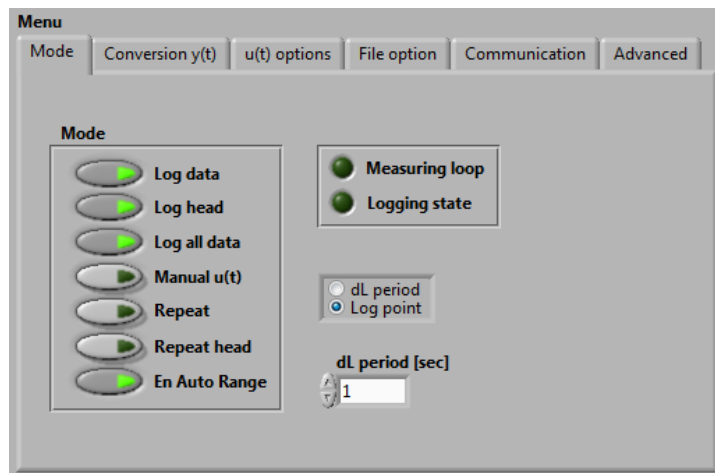 Menu
Mode Conversion y(t) u(t) options File option Communication Advanced
Mode
Log data
Log head
Log all data
Manual u(t)
Repeat
Repeat head
En Auto Range
Measuring loop
Logging state
dL period
Log point
dL period [sec]
1